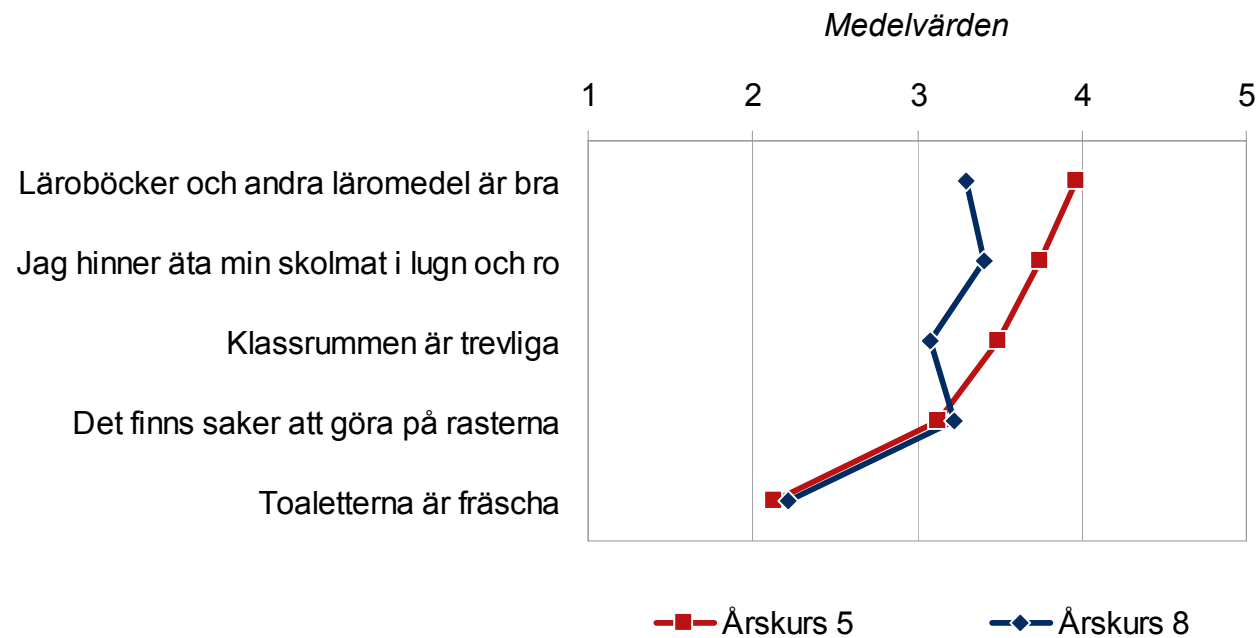 Medelvärden
1 2 3 4 5
Läroböcker och andra läromedel är bra
Jag hinner äta min skolmat i lugn och ro
Klassrummen är trevliga
Det finns saker att göra på rasterna
Toaletterna är fräscha
Årskurs 5 Årskurs 8